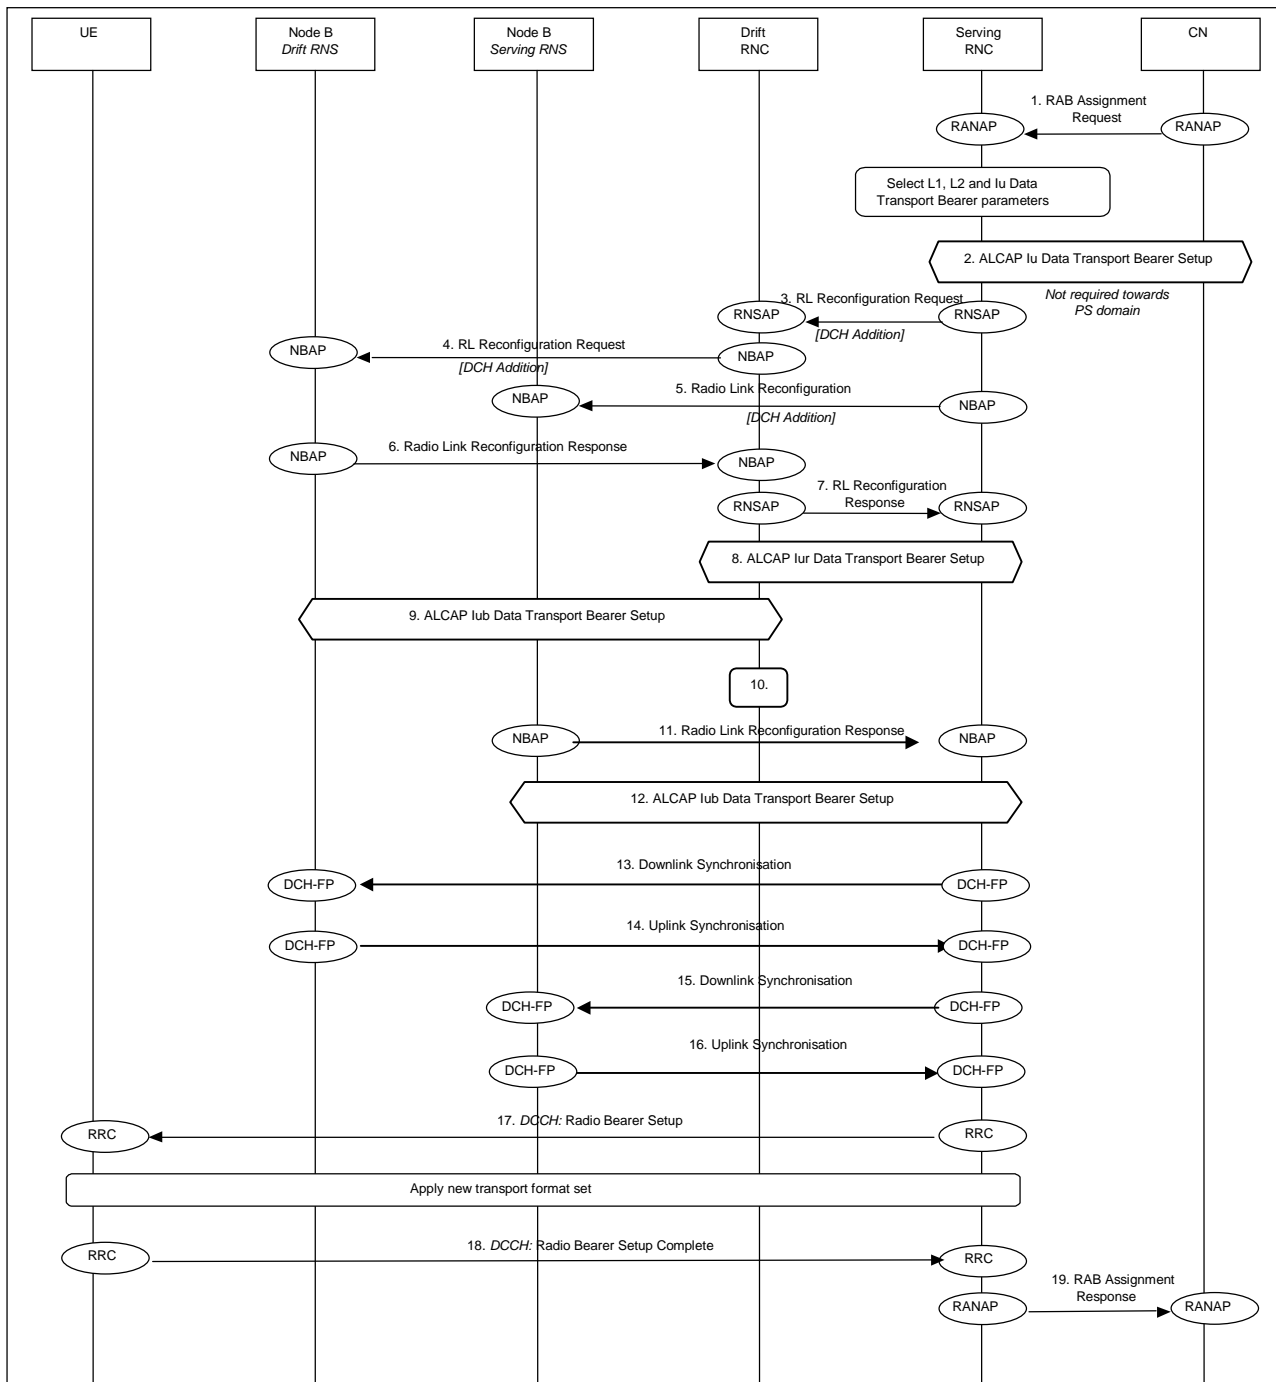 UE
Node B
Drift RNS
Node B
Serving RNS
Drift
RNC
Serving
RNC
CN
1. RAB Assignment
Request
RANAP
RANAP
Select L1, L2 and Iu Data
Transport Bearer parameters
2. ALCAP Iu Data Transport Bearer Setup
Not required towards
PS domain
3. RL Reconfiguration Request
RNSAP
RNSAP
[DCH Addition]
4. RL Reconfiguration Request
NBAP
NBAP
[DCH Addition]
5. Radio Link Reconfiguration
NBAP
NBAP
[DCH Addition]
6. Radio Link Reconfiguration Response
NBAP
NBAP
7. RL Reconfiguration
Response
RNSAP
RNSAP
8. ALCAP Iur Data Transport Bearer Setup
9. ALCAP Iub Data Transport Bearer Setup
10.
11. Radio Link Reconfiguration Response
NBAP
NBAP
12. ALCAP Iub Data Transport Bearer Setup
13. Downlink Synchronisation
DCH-FP
DCH-FP
14. Uplink Synchronisation
DCH-FP
DCH-FP
15. Downlink Synchronisation
DCH-FP
DCH-FP
16. Uplink Synchronisation
DCH-FP
DCH-FP
17. DCCH: Radio Bearer Setup
RRC
RRC
Apply new transport format set
18. DCCH: Radio Bearer Setup Complete
RRC
RRC
19. RAB Assignment
Response
RANAP
RANAP